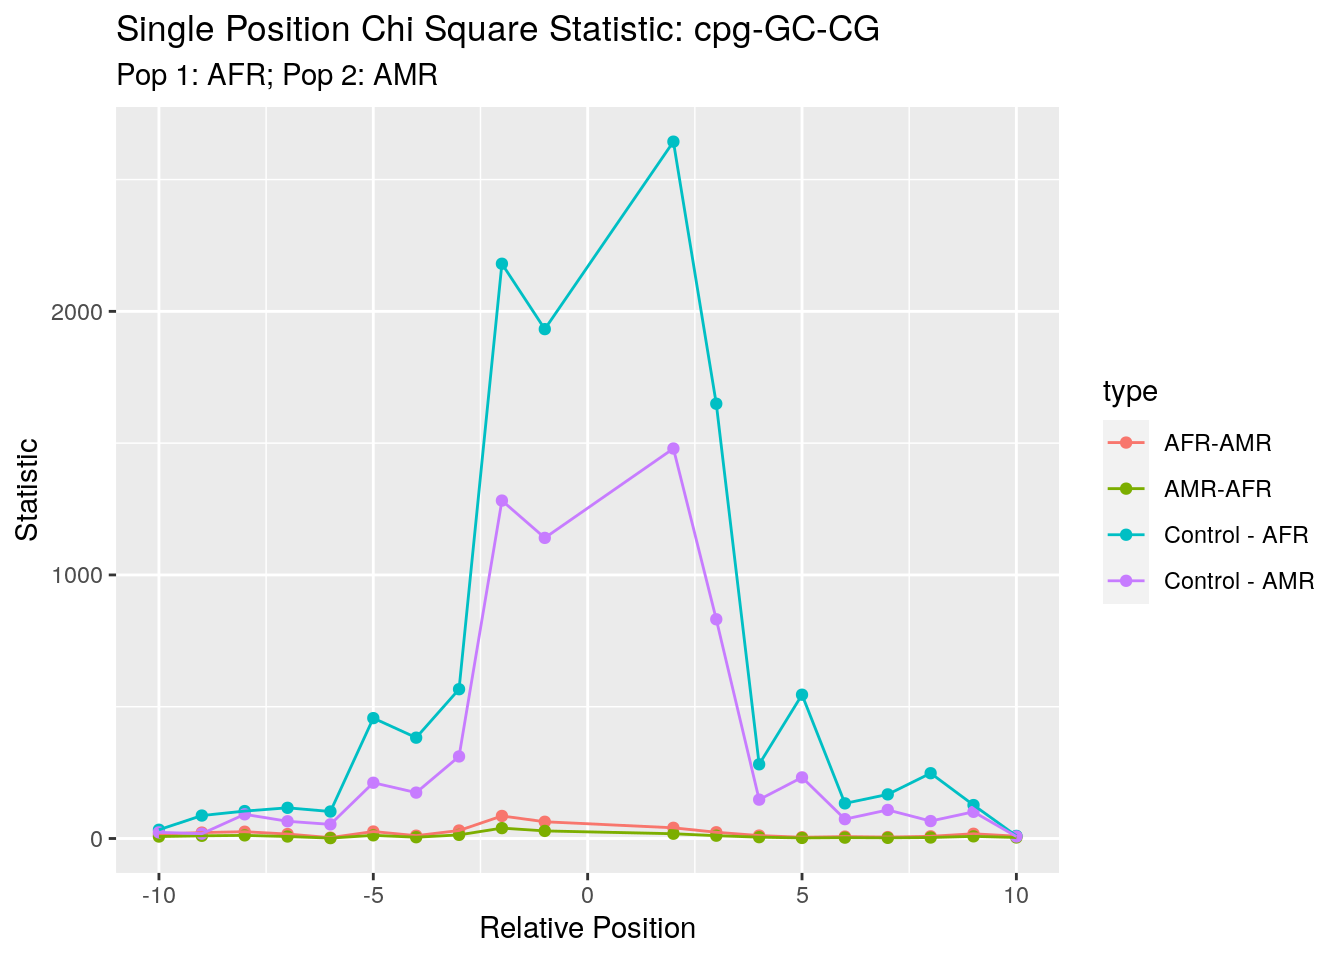 Single Position Chi Square Statistic: cpg-GC-CG
Pop 1: AFR; Pop 2: AMR
Statistic
2000
1000
0
-10
-5
0
5
10
Relative Position
type
AFR-AMR
AMR-AFR
Control - AFR
Control - AMR